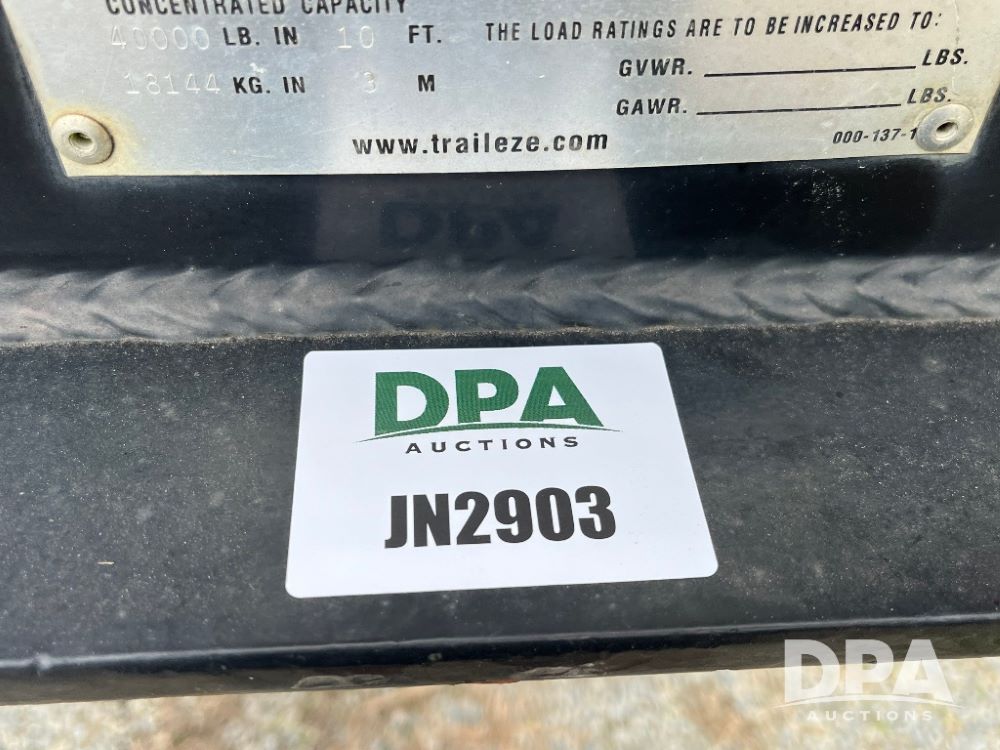 CONCENTRATED CAPACITY
40000 LB. IN 10 FT.
18144 KG. IN 3 M
THE LOAD RATINGS ARE TO BE INCREASED TO:
GVWR. LBS.
GAWR. LBS.
www.traileze.com
000-137-1
DPA
AUCTIONS
JN2903
DPA
AUCTIONS